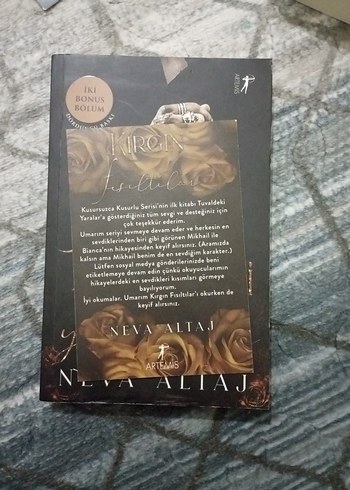 İKİ
BONUS
BÖLÜM
ARTEMİS
KIRGIN
Fısıltılar
Kusursuzca Kusurlu Serisi'nin ilk kitabı Tuvaldeki
Yaralar'a gösterdiğiniz tüm sevgi ve desteğiniz için
çok teşekkür ederim.
Umarım seriyi sevmeye devam eder ve herkesin en
sevdiklerinden biri gibi görünen Mikhail ile
Bianca'nın hikayesinden keyif alırsınız. (Aramızda
kalsın ama Mikhail benim de en sevdiğim karakter.)
Lütfen sosyal medya gönderilerinizde beni
etiketlemeye devam edin çünkü okuyucularımın
hikayelerdeki en sevdikleri kısımları görmeye
bayılıyorum.
İyi okumalar. Umarım Kırgın Fısıltılar'ı okurken de
keyif alırsınız.
NEVA ALTAJ
ARTEMİS
NEVA ALTAJ